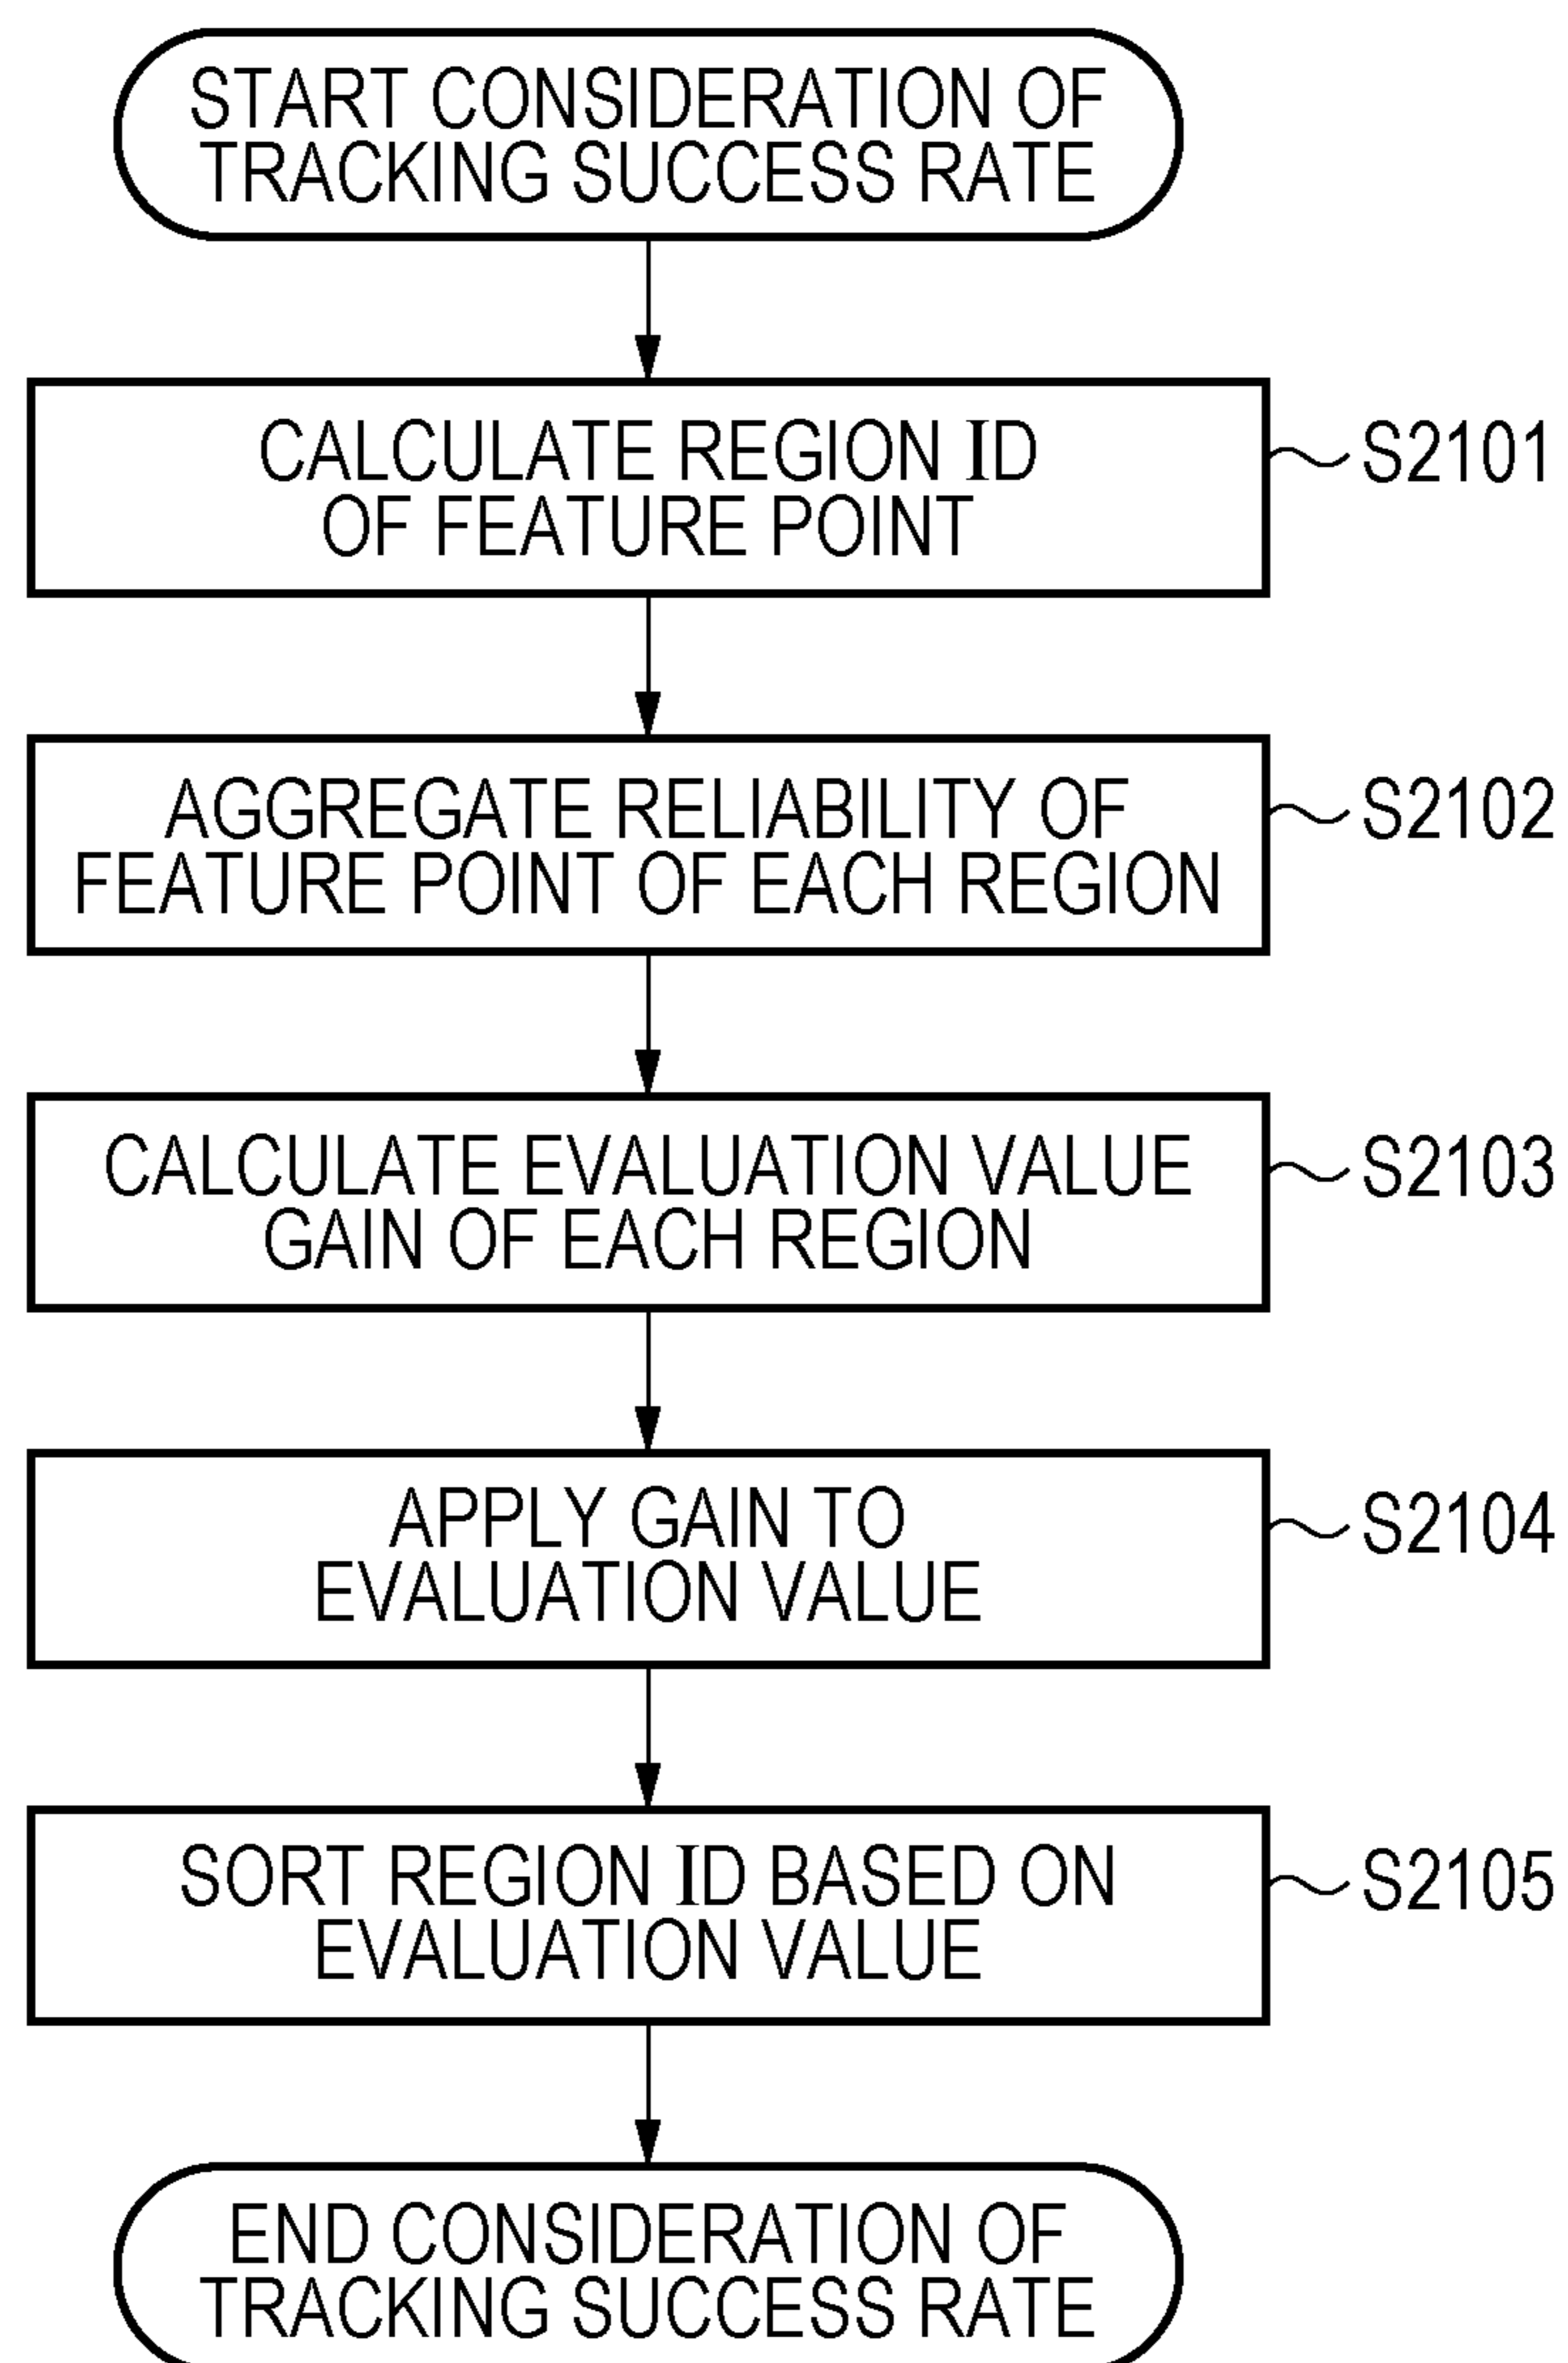 START CONSIDERATION OF
TRACKING SUCCESS RATE
CALCULATE REGION ID
OF FEATURE POINT
S2101
AGGREGATE RELIABILITY OF
FEATURE POINT OF EACH REGION
S2102
CALCULATE EVALUATION VALUE
GAIN OF EACH REGION
S2103
APPLY GAIN TO
EVALUATION VALUE
S2104
SORT REGION ID BASED ON
EVALUATION VALUE
S2105
END CONSIDERATION OF
TRACKING SUCCESS RATE